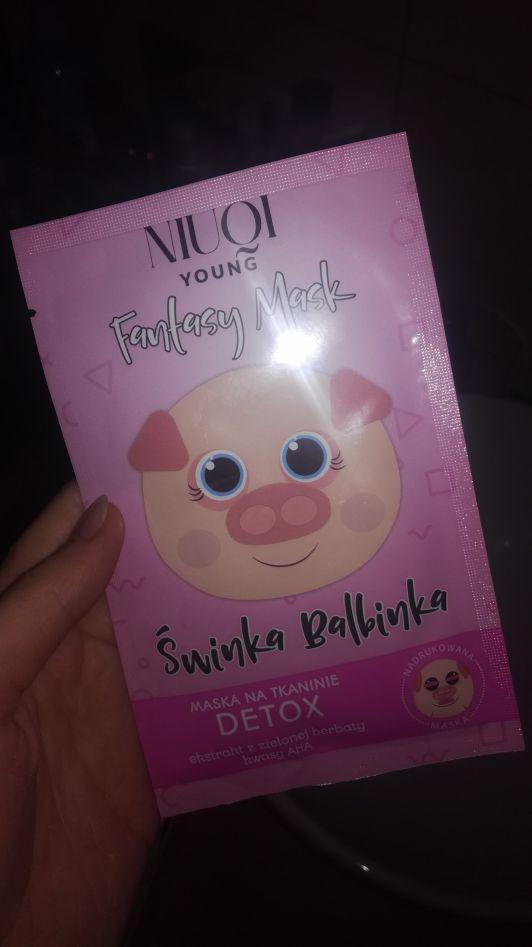 NIUQI
YOUNG
Fantasy Mask
Świnka Balbinka
MASKA NA TKANINIE
DETOX
ekstrakt z zielonej herbaty
kwasy AHA
NADRUKOWANA
MASKA